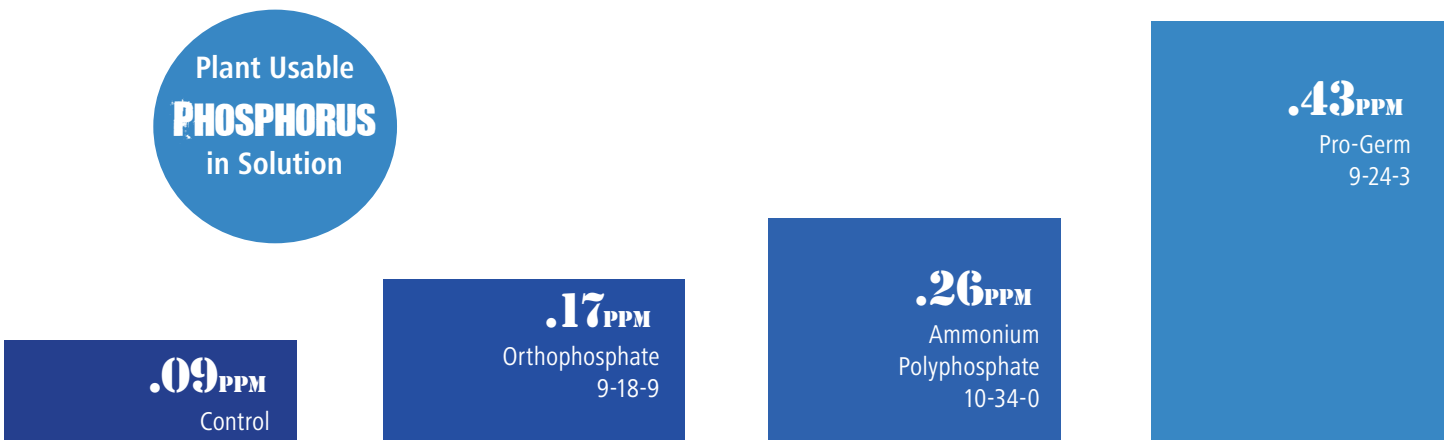 Plant Usable
PHOSPHORUS
in Solution
.09PPM
Control
.17PPM
Orthophosphate
9-18-9
.26PPM
Ammonium
Polyphosphate
10-34-0
.43PPM
Pro-Germ
9-24-3